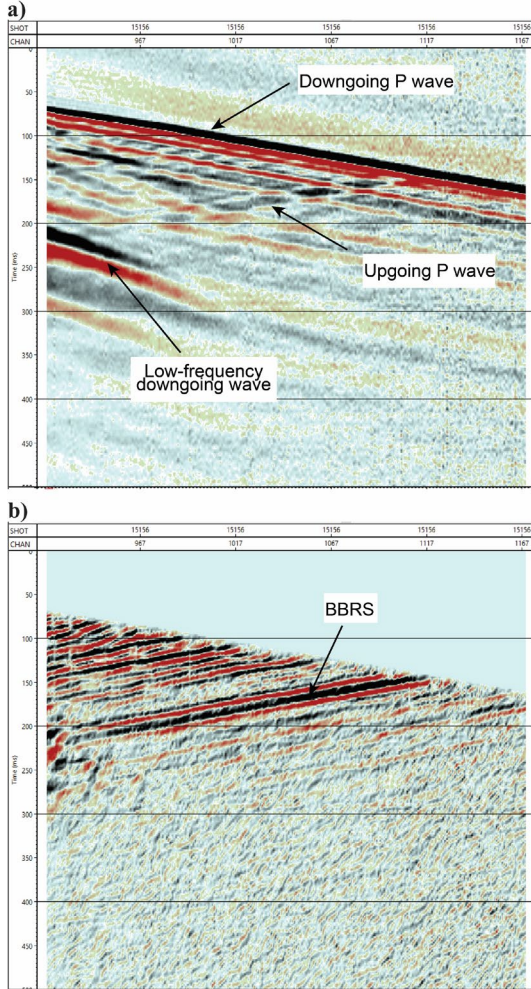 a)
SHOT 15156 15156 15156 15156 15156
CHAN 967 1017 1067 1117 1167
0
Downgoing P wave
50
100
150
200
Time (ms)
Upgoing P wave
250
300
350
Low-frequency
downgoing wave
400
450
b)
SHOT 15156 15156 15156 15156 15156
CHAN 967 1017 1067 1117 1167
0
50
BBRS
100
150
200
Time (ms)
250
300
350
400
450